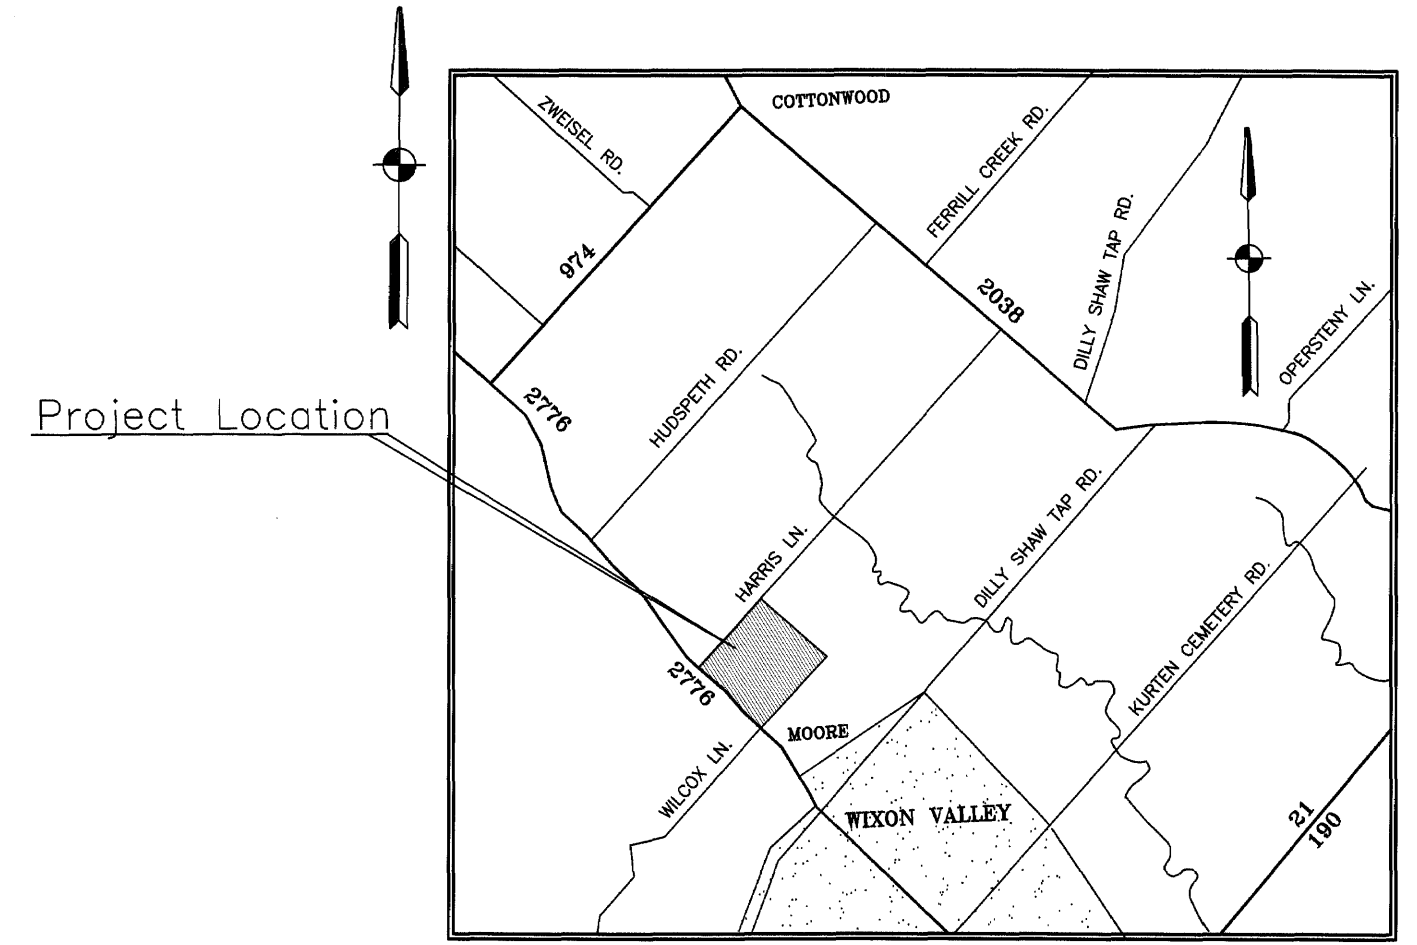 COTTONWOOD
ZWEISEL RD.
FERRILL CREEK RD.
DILLY SHAW TAP RD.
974
2038
OPERSTENY LN.
HUDSPETH RD.
2776
Project Location
HARRIS LN.
DILLY SHAW TAP RD.
KURTEN CEMETERY RD.
2776
MOORE
WILCOX LN.
WIXON VALLEY
21
190